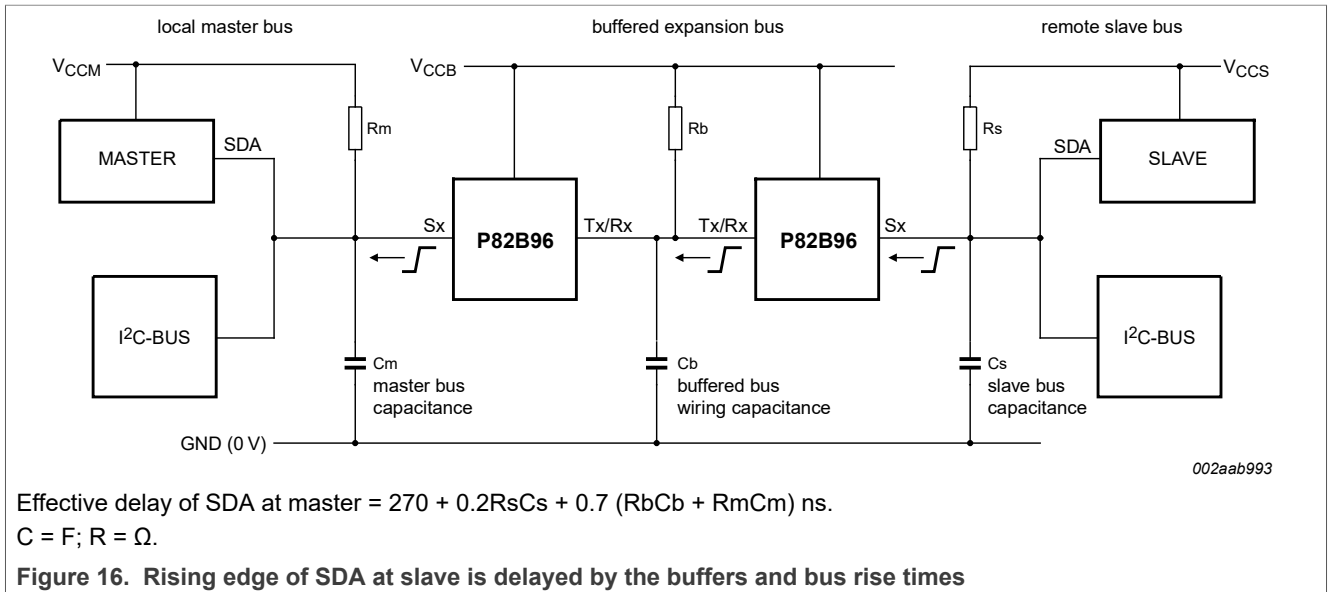 local master bus
buffered expansion bus
remote slave bus
VCCM
VCCB
VCCS
Rm
Rb
Rs
MASTER
SDA
SDA
SLAVE
Sx
P82B96
Tx/Rx
Tx/Rx
P82B96
Sx
I²C-BUS
I²C-BUS
Cm
master bus
capacitance
Cb
buffered bus
wiring capacitance
Cs
slave bus
capacitance
GND (0 V)
002aab993
Effective delay of SDA at master = 270 + 0.2RsCs + 0.7 (RbCb + RmCm) ns.
C = F; R = Ω.
Figure 16. Rising edge of SDA at slave is delayed by the buffers and bus rise times